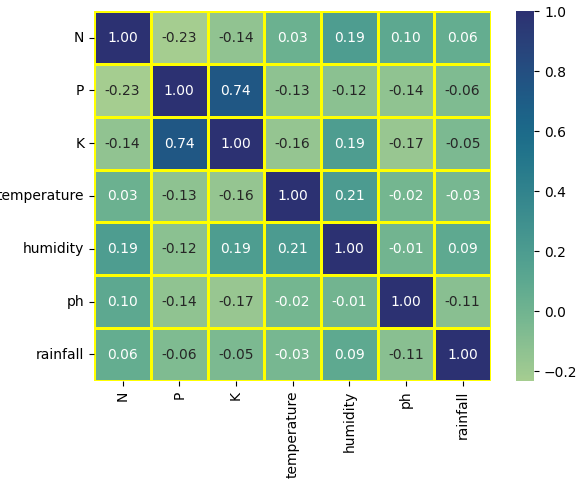 N 1.00 -0.23 -0.14 0.03 0.19 0.10 0.06
P -0.23 1.00 0.74 -0.13 -0.12 -0.14 -0.06
K -0.14 0.74 1.00 -0.16 0.19 -0.17 -0.05
temperature 0.03 -0.13 -0.16 1.00 0.21 -0.02 -0.03
humidity 0.19 -0.12 0.19 0.21 1.00 -0.01 0.09
ph 0.10 -0.14 -0.17 -0.02 -0.01 1.00 -0.11
rainfall 0.06 -0.06 -0.05 -0.03 0.09 -0.11 1.00
N P K temperature humidity ph rainfall
1.0
0.8
0.6
0.4
0.2
0.0
−0.2